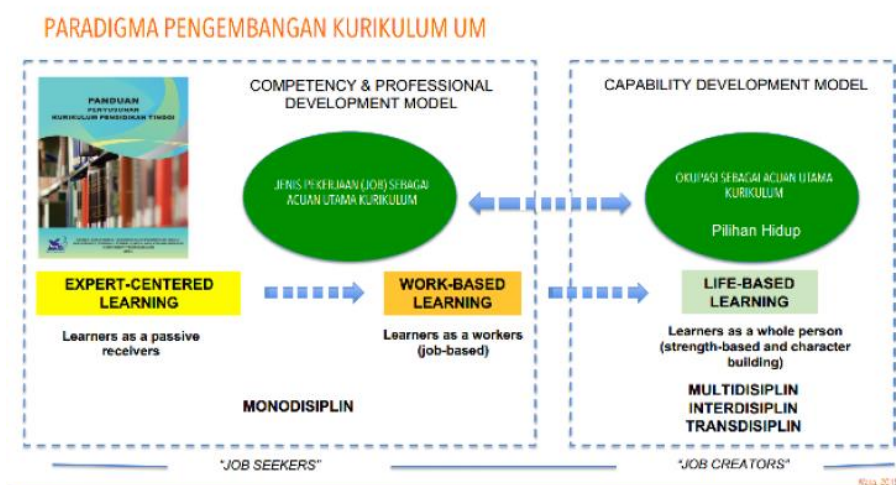 PARADIGMA PENGEMBANGAN KURIKULUM UM
PANDUAN
PENYUSUNAN
KURIKULUM PENDIDIKAN TINGGI
COMPETENCY & PROFESSIONAL
DEVELOPMENT MODEL
JENIS PEKERJAAN (JOB) SEBAGAI
ACUAN UTAMA KURIKULUM
CAPABILITY DEVELOPMENT MODEL
OKUPASI SEBAGAI ACUAN UTAMA
KURIKULUM
Pilihan Hidup
EXPERT-CENTERED
LEARNING
Learners as a passive
receivers
WORK-BASED
LEARNING
Learners as a workers
(job-based)
LIFE-BASED
LEARNING
Learners as a whole person
(strength-based and character
building)
MONODISIPLIN
MULTIDISIPLIN
INTERDISIPLIN
TRANSDISIPLIN
"JOB SEEKERS"
"JOB CREATORS"